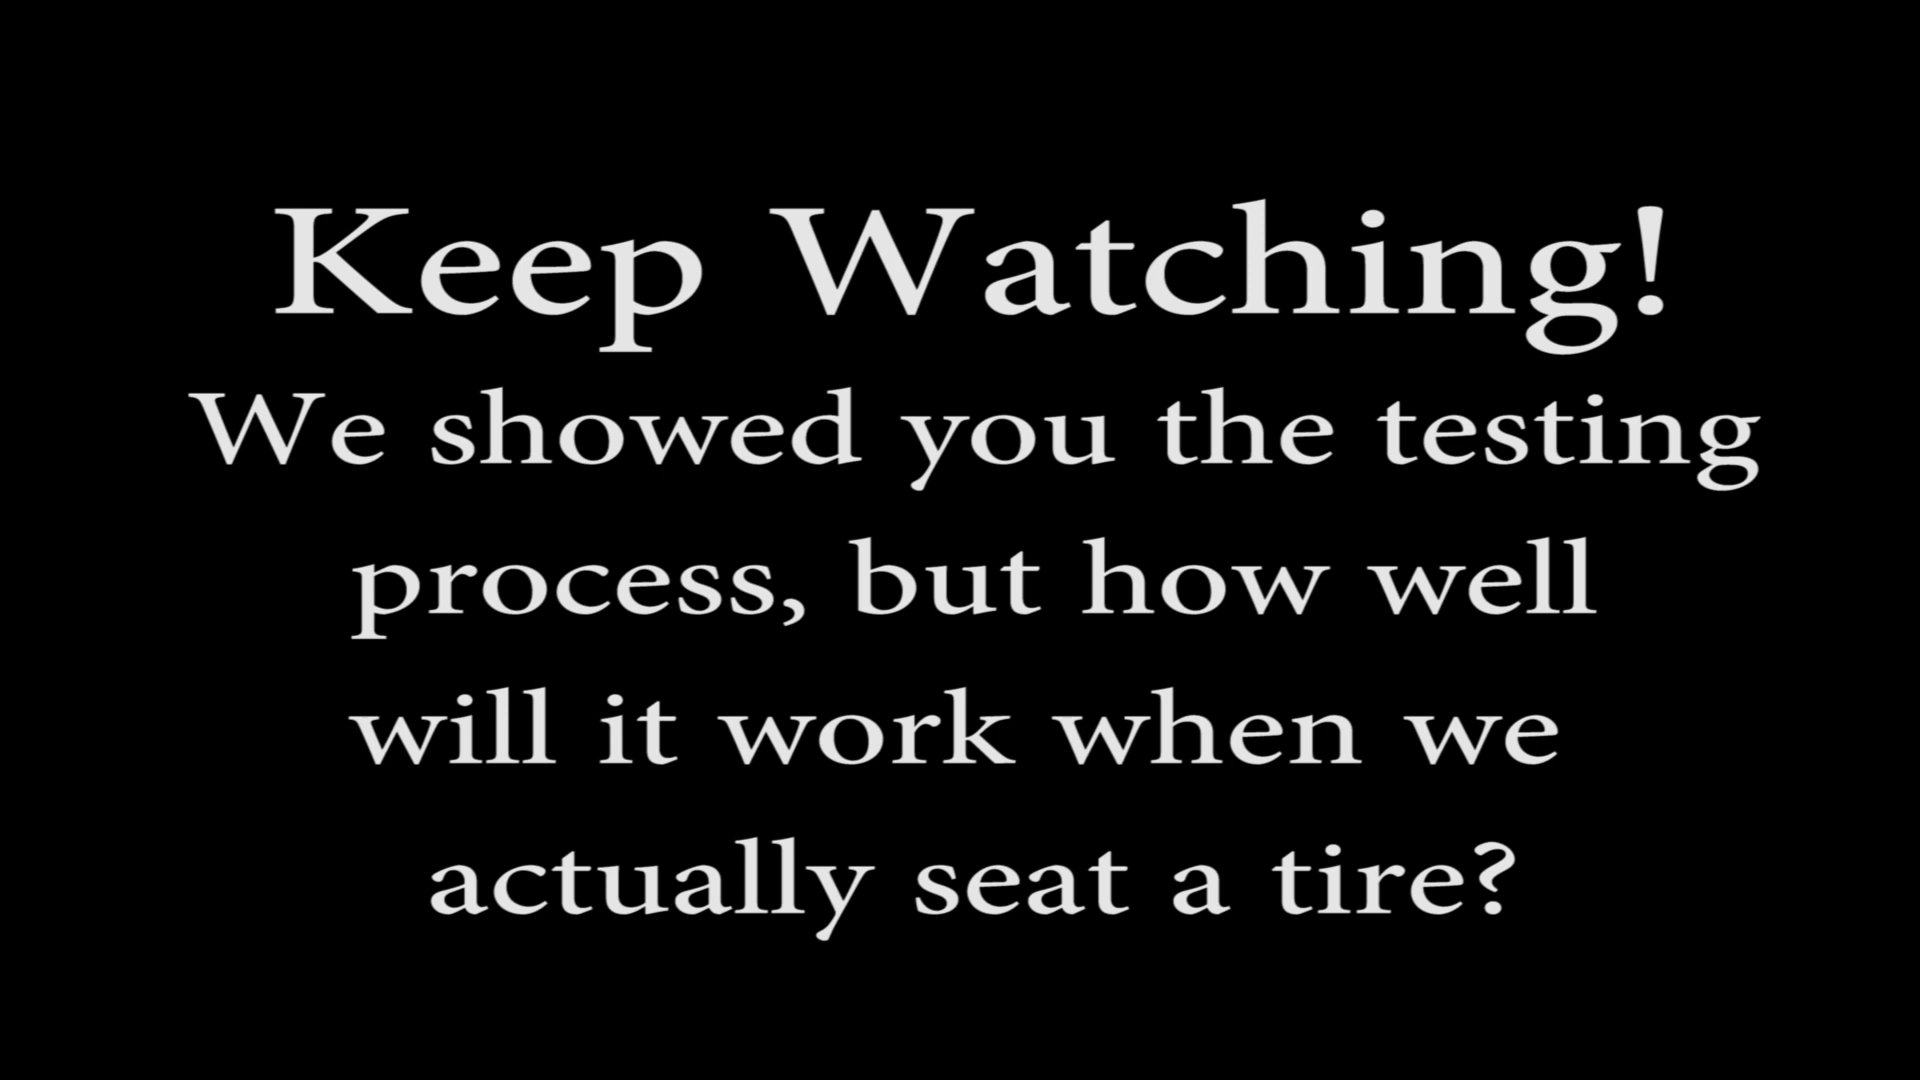 Keep Watching!
We showed you the testing
process, but how well
will it work when we
actually seat a tire?